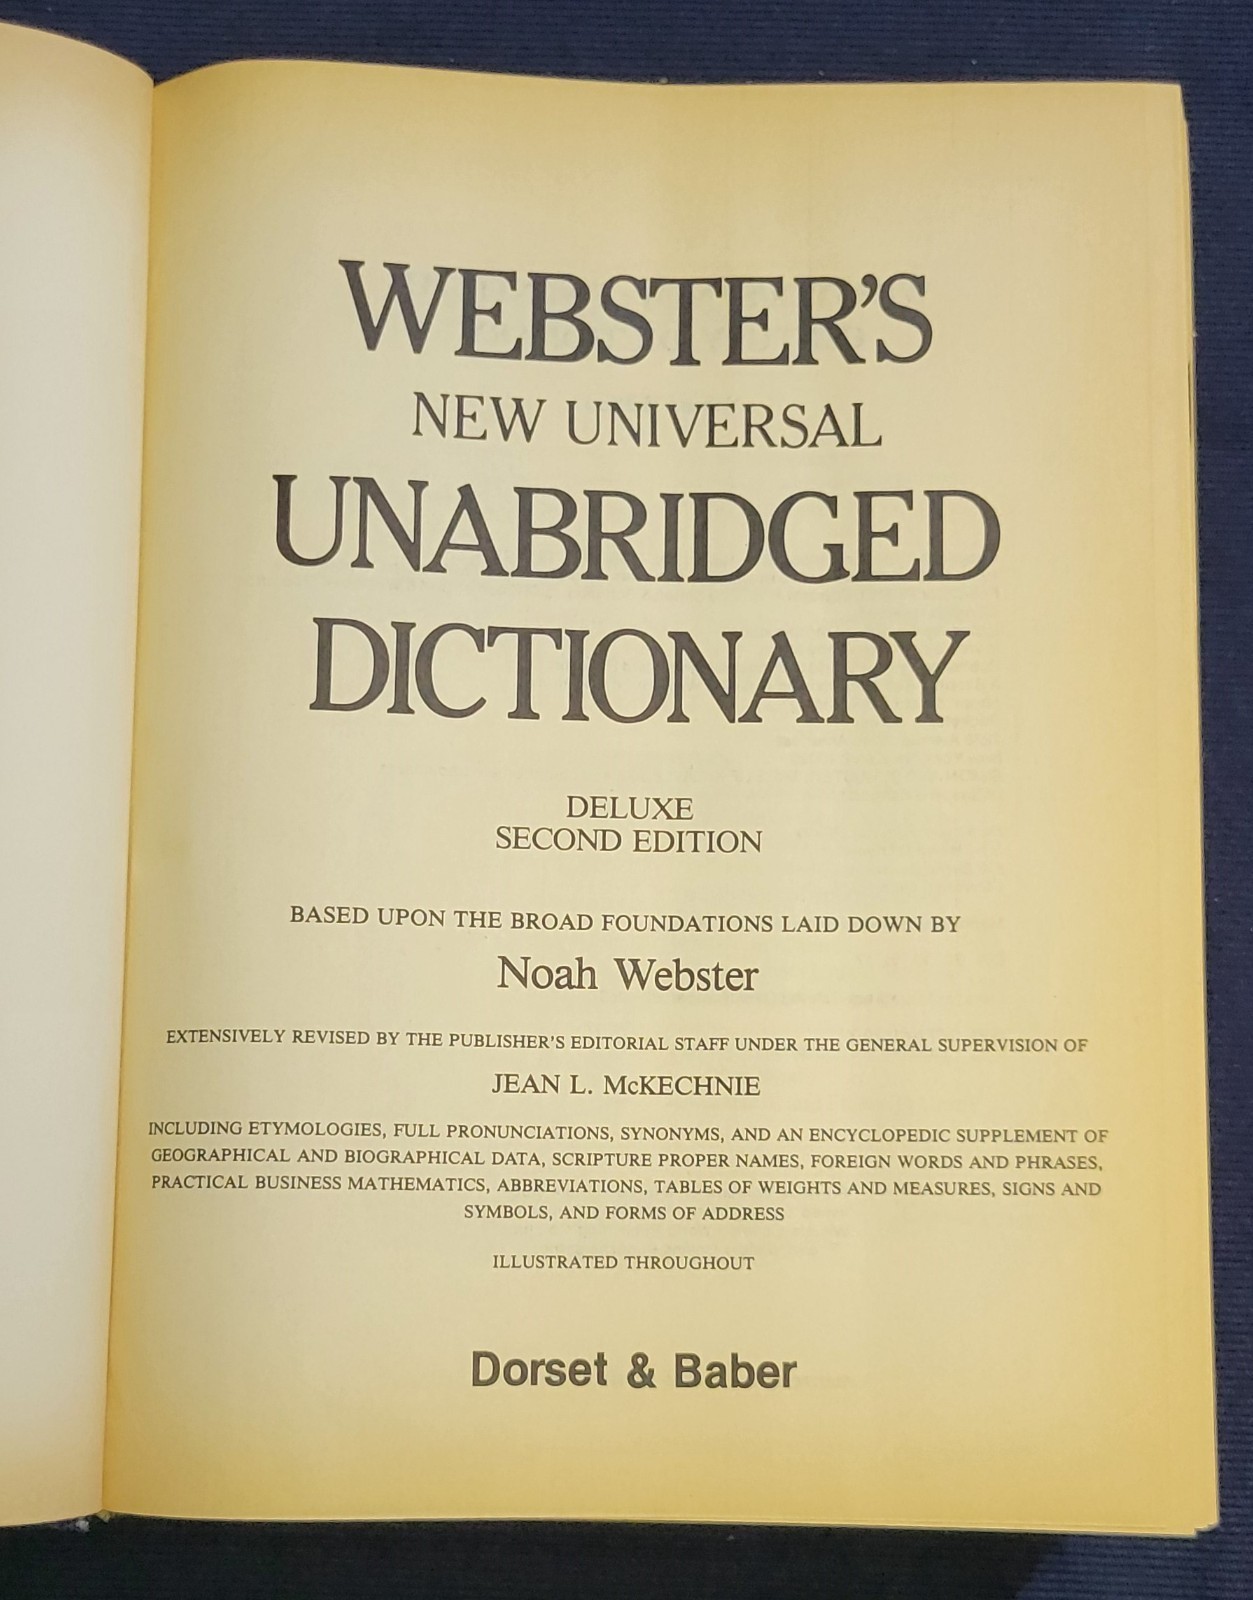 WEBSTER'S
NEW UNIVERSAL
UNABRIDGED
DICTIONARY
DELUXE
SECOND EDITION
BASED UPON THE BROAD FOUNDATIONS LAID DOWN BY
Noah Webster
EXTENSIVELY REVISED BY THE PUBLISHER'S EDITORIAL STAFF UNDER THE GENERAL SUPERVISION OF
JEAN L. McKECHNIE
INCLUDING ETYMOLOGIES, FULL PRONUNCIATIONS, SYNONYMS, AND AN ENCYCLOPEDIC SUPPLEMENT OF
GEOGRAPHICAL AND BIOGRAPHICAL DATA, SCRIPTURE PROPER NAMES, FOREIGN WORDS AND PHRASES,
PRACTICAL BUSINESS MATHEMATICS, ABBREVIATIONS, TABLES OF WEIGHTS AND MEASURES, SIGNS AND
SYMBOLS, AND FORMS OF ADDRESS
ILLUSTRATED THROUGHOUT
Dorset & Baber